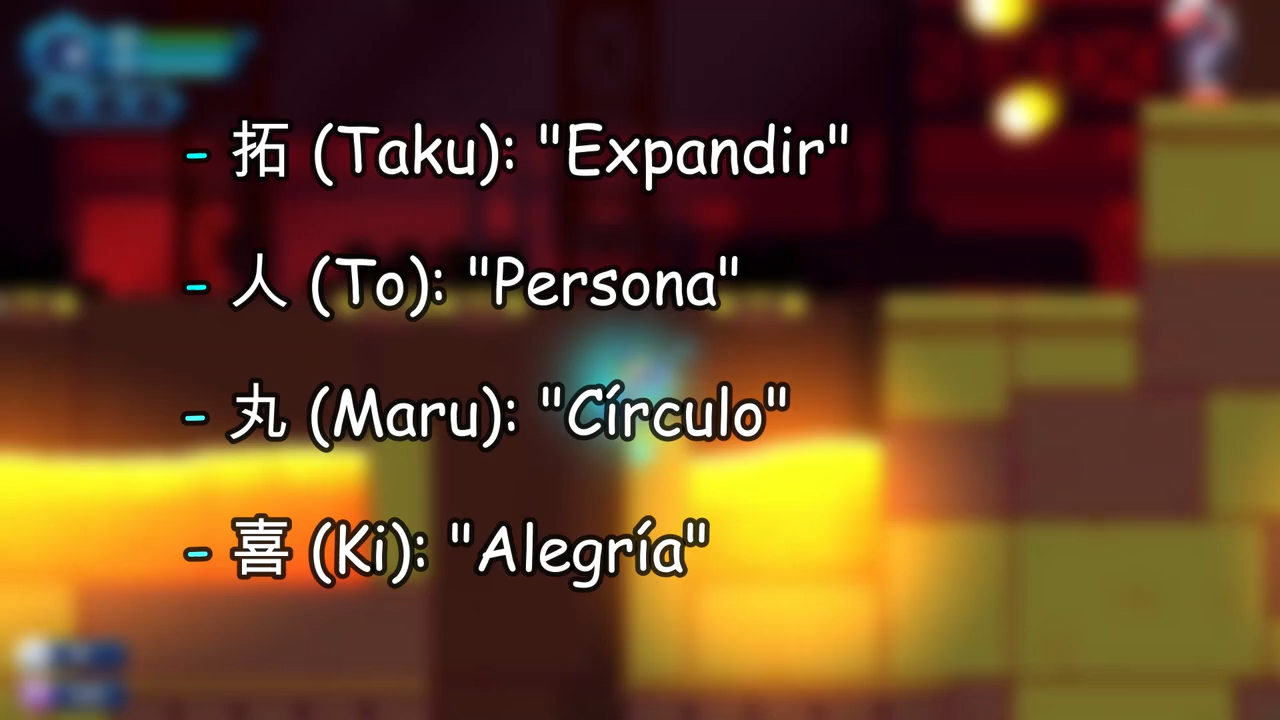 - 拓 (Taku): "Expandir"
- 人 (To): "Persona"
- 丸 (Maru): "Círculo"
- 喜 (Ki): "Alegría"